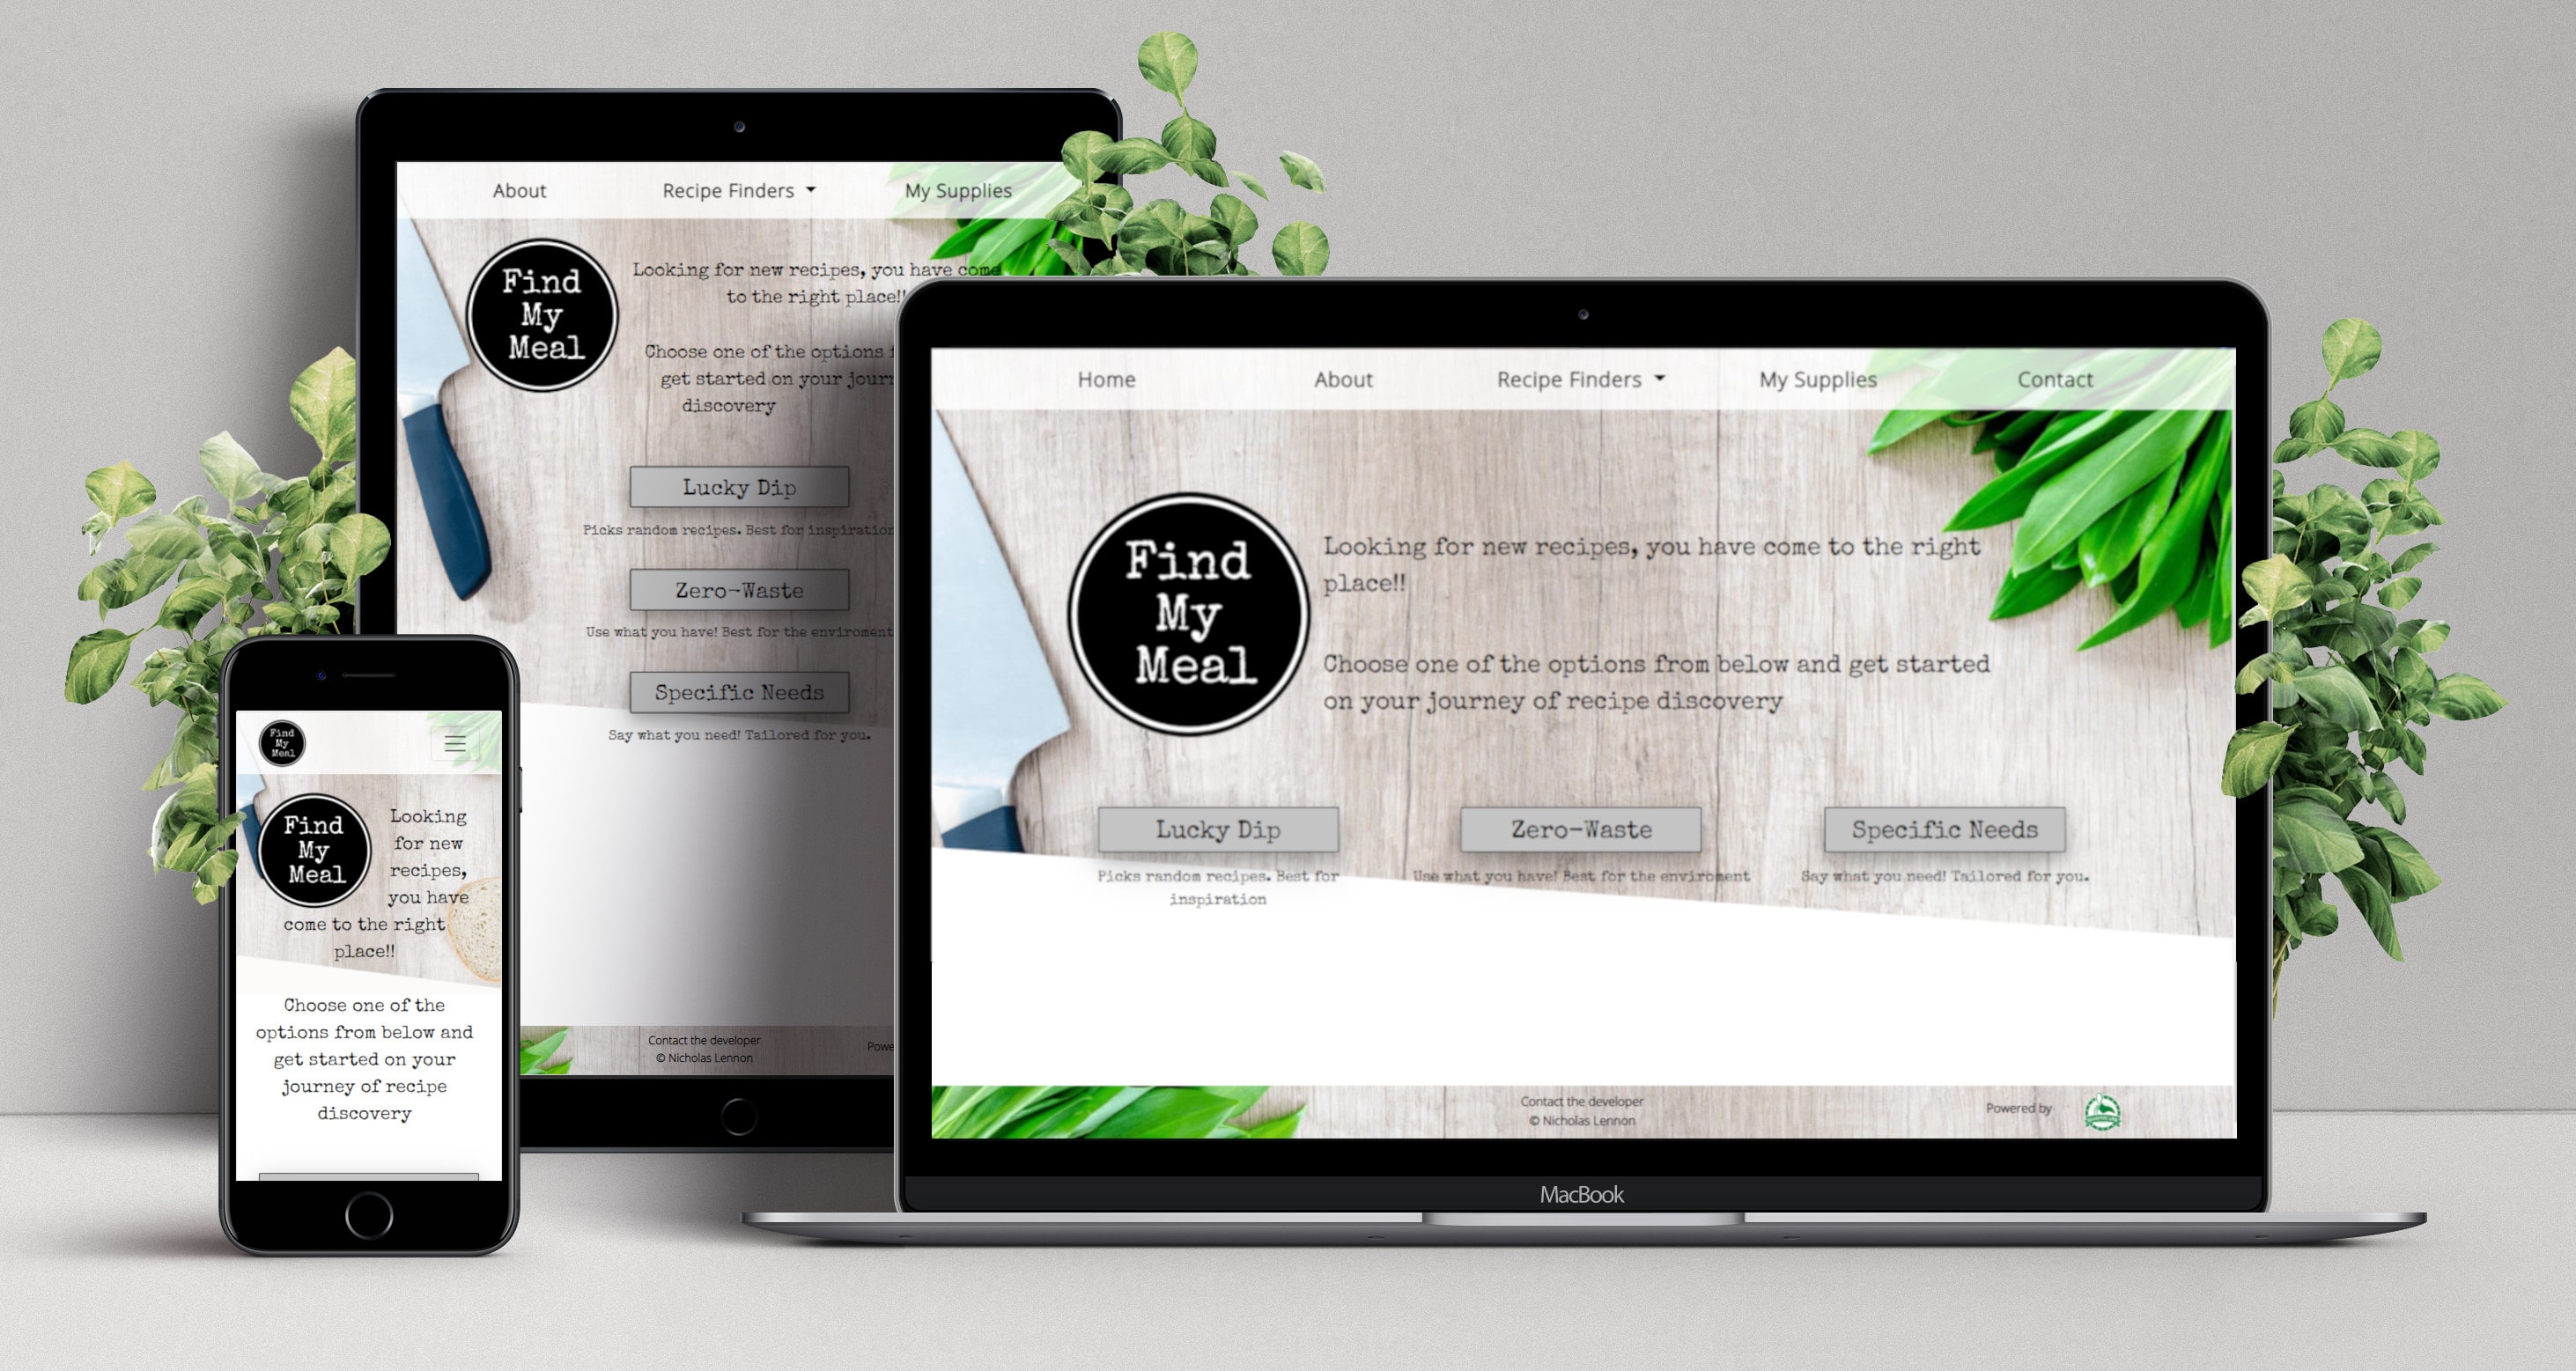 About
Recipe Finders
My Supplies
Find
My
Meal
Looking for new recipes, you have come
to the right place!!
Choose one of the options
get started on your
discovery
Lucky Dip
Picks random recipes. Best for inspiration
Zero-Waste
Use what you have! Best for the enviroment
Specific Needs
Say what you need! Tailored for you.
Contact the developer
© Nicholas Lennon
Find
My
Meal
Find
My
Meal
Looking
for new
recipes,
you have
come to the right
place!!
Choose one of the
options from below and
get started on your
journey of recipe
discovery
Home
About
Recipe Finders
My Supplies
Contact
Find
My
Meal
Looking for new recipes, you have come to the right
place!!
Choose one of the options from below and get started
on your journey of recipe discovery
Lucky Dip
Zero-Waste
Specific Needs
Picks random recipes. Best for
inspiration
Use what you have! Best for the enviroment
Say what you need! Tailored for you.
Contact the developer
© Nicholas Lennon
Powered by
MacBook